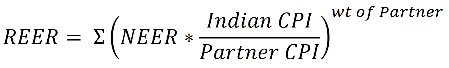 REER = Σ(NEER * Indian CPI / Partner CPI)^wt of Partner